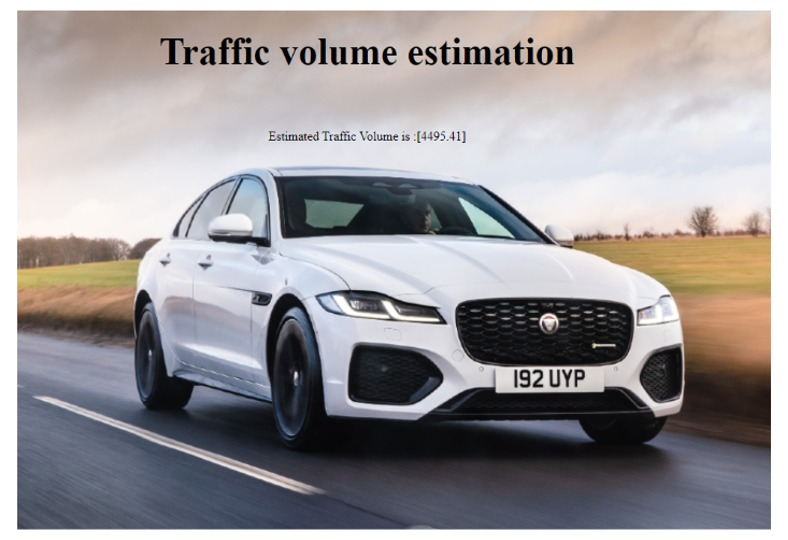 Traffic volume estimation
Estimated Traffic Volume is :[4495.41]
192 UYP